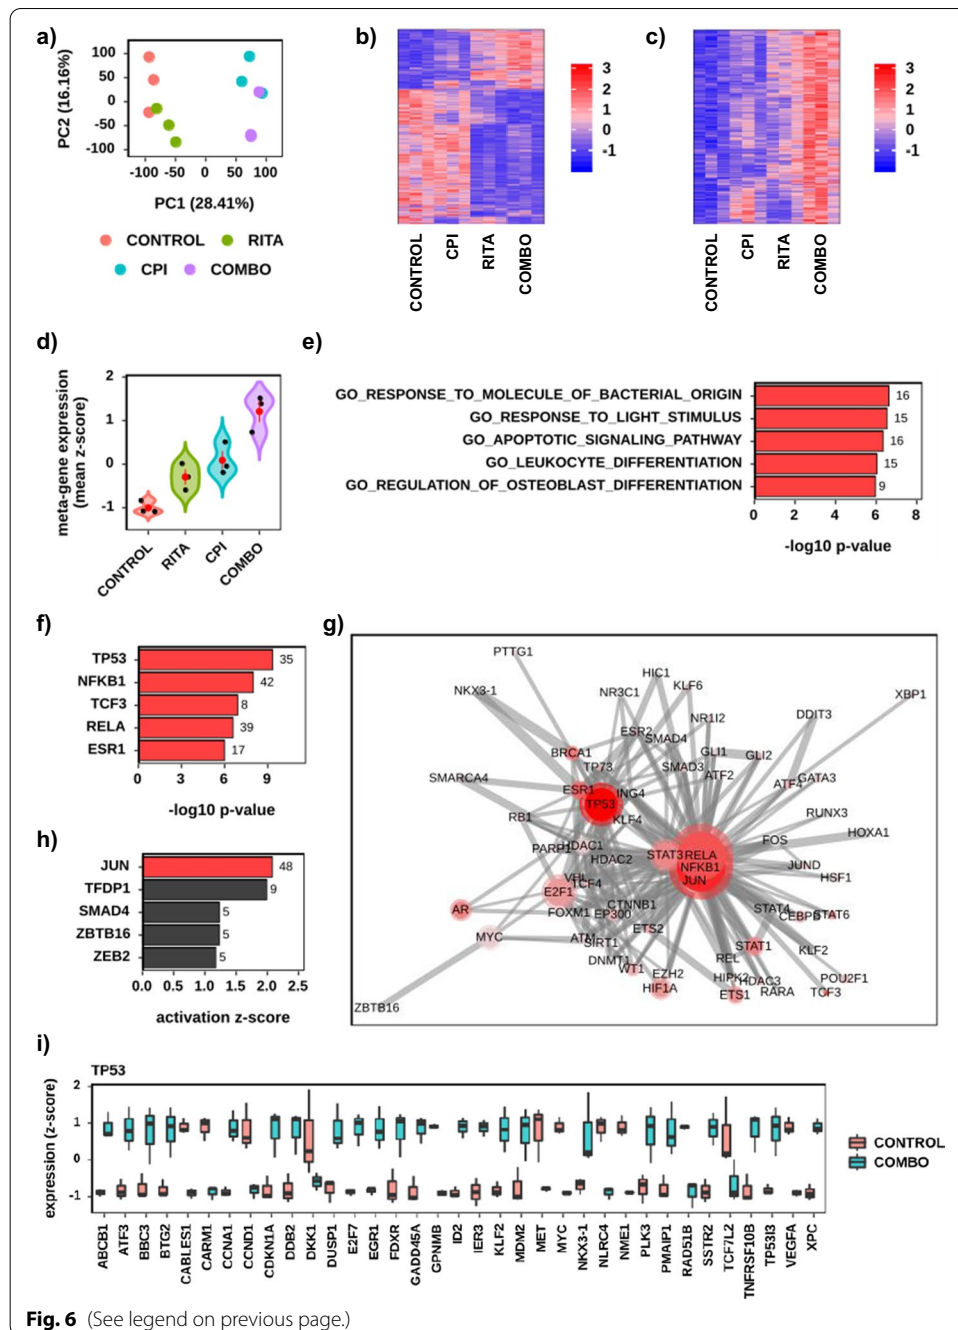 a)
PC2 (16.16%)
100
50
0
-50
-100
-100 -50 0 50 100
PC1 (28.41%)
CONTROL RITA
CPI COMBO
b)
3
2
1
0
-1
CONTROL
CPI
RITA
COMBO
c)
3
2
1
0
-1
CONTROL
CPI
RITA
COMBO
d)
meta-gene expression
(mean z-score)
2
1
0
-1
CONTROL
RITA
CPI
COMBO
e)
GO_RESPONSE_TO_MOLECULE_OF_BACTERIAL_ORIGIN 16
GO_RESPONSE_TO_LIGHT_STIMULUS 15
GO_APOPTOTIC_SIGNALING_PATHWAY 16
GO_LEUKOCYTE_DIFFERENTIATION 15
GO_REGULATION_OF_OSTEOBLAST_DIFFERENTIATION 9
0 2 4 6 8
-log10 p-value
f)
TP53 35
NFKB1 42
TCF3 8
RELA 39
ESR1 17
0 3 6 9
-log10 p-value
g)
PTTG1
HIC1
NKX3-1
NR3C1
KLF6
XBP1
NR1I2
DDIT3
ESR2
SMAD4
BRCA1
GLI1
GLI2
TP73
SMAD3
ATF2
SMARCA4
ATF4
GATA3
ESR1
ING4
TP53
RB1
KLF4
RUNX3
HOXA1
PARP1
HDAC1
HDAC2
FOS
STAT3
RELA
NFKB1
JUND
HSF1
VHL
TCF4
JUN
E2F1
CTNNB1
AR
FOXM1
EP300
STAT4
CEBPB
STAT6
ETS2
MYC
ATM
SIRT1
STAT1
KLF2
DNMT1
WT1
REL
EZH2
HIPK2
HDAC3
POU2F1
HIF1A
ETS1
RARA
TCF3
ZBTB16
h)
JUN 48
TFDP1 9
SMAD4 5
ZBTB16 5
ZEB2 5
0.0 0.5 1.0 1.5 2.0 2.5
activation z-score
i)
TP53
expression (z-score)
2
1
0
-1
CONTROL
COMBO
ABCB1
ATF3
BBC3
BTG2
CABLES1
CARM1
CCNA1
CCND1
CDKN1A
DDB2
DKK1
DUSP1
E2F7
EGR1
FDXR
GADD45A
GPNMB
ID2
IER3
KLF2
MDM2
MET
MYC
NKX3-1
NLRC4
NME1
PLK3
PMAIP1
RAD51B
SSTR2
TCF7L2
TNFRSF10B
TP53I3
VEGFA
XPC
Fig. 6 (See legend on previous page.)